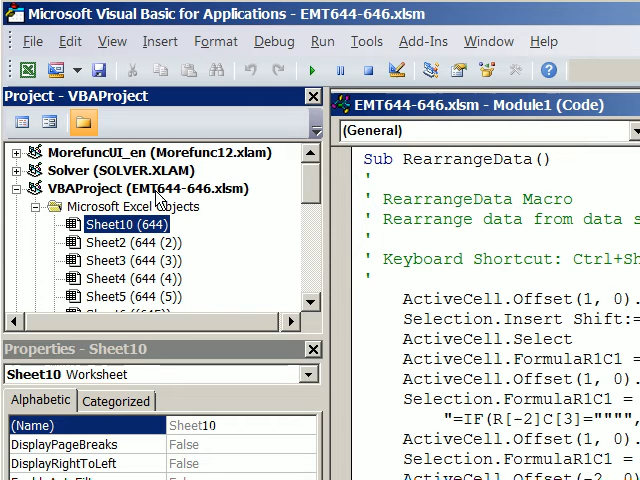 Microsoft Visual Basic for Applications - EMT644-646.xlsm
File Edit View Insert Format Debug Run Tools Add-Ins Window Help
Project - VBAProject
MorefuncUI_en (Morefunc12.xlam)
Solver (SOLVER.XLAM)
VBAProject (EMT644-646.xlsm)
Microsoft Excel Objects
Sheet10 (644)
Sheet2 (644 (2))
Sheet3 (644 (3))
Sheet4 (644 (4))
Sheet5 (644 (5))
Properties - Sheet10
Sheet10 Worksheet
Alphabetic Categorized
(Name) Sheet10
DisplayPageBreaks False
DisplayRightToLeft False
EMT644-646.xlsm - Module1 (Code)
(General)
Sub RearrangeData()
'
' RearrangeData Macro
' Rearrange data from data s
'
' Keyboard Shortcut: Ctrl+Sh
'
ActiveCell.Offset(1, 0).
Selection.Insert Shift:=
ActiveCell.Select
ActiveCell.FormulaR1C1 =
ActiveCell.Offset(1, 0).
Selection.FormulaR1C1 =
"=IF(R[-2]C[3]="""",
ActiveCell.Offset(1, 0).
Selection.FormulaR1C1 =
ActiveCell.Offset(-2, 0)